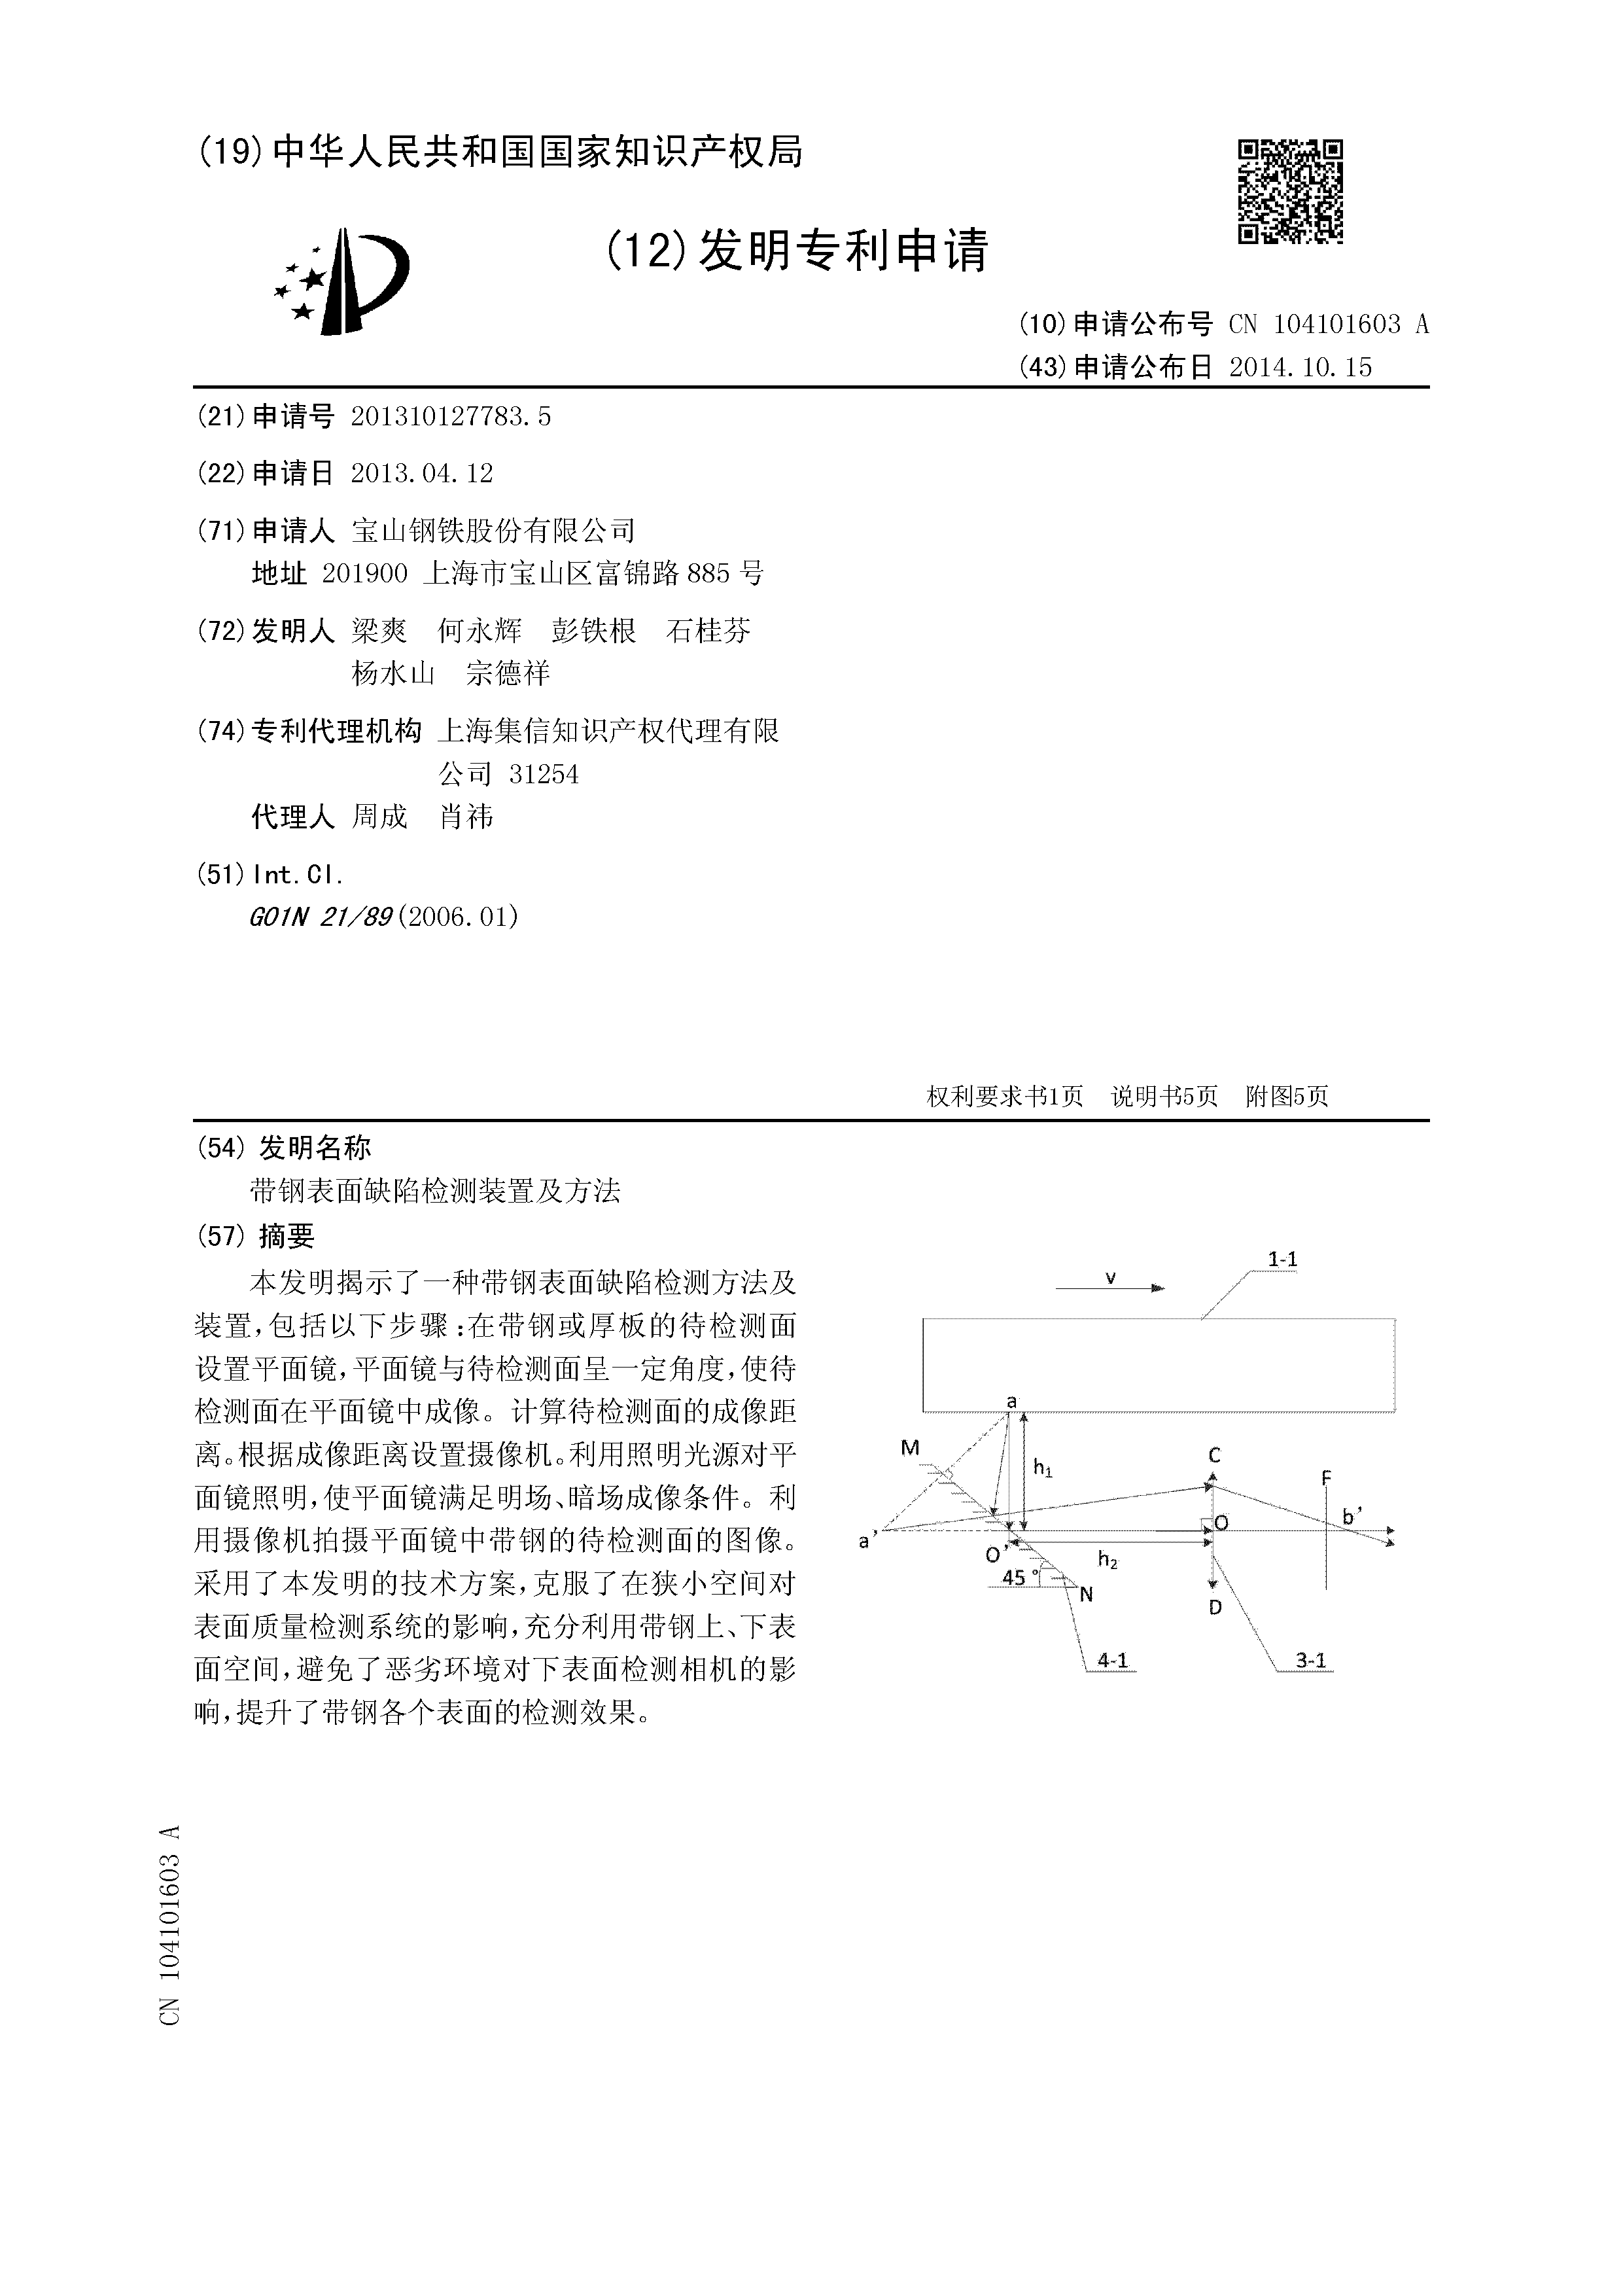 (19)中华人民共和国国家知识产权局
(12)发明专利申请
(10)申请公布号 CN 104101603 A
(43)申请公布日 2014.10.15
(21)申请号 201310127783.5
(22)申请日 2013.04.12
(71)申请人 宝山钢铁股份有限公司
地址 201900 上海市宝山区富锦路885号
(72)发明人 梁爽 何永辉 彭铁根 石桂芬
杨水山 宗德祥
(74)专利代理机构 上海集信知识产权代理有限
公司 31254
代理人 周成 肖祎
(51)Int.Cl.
G01N 21/89(2006.01)
权利要求书1页 说明书5页 附图5页
(54)发明名称
带钢表面缺陷检测装置及方法
(57)摘要
本发明揭示了一种带钢表面缺陷检测方法及
装置,包括以下步骤:在带钢或厚板的待检测面
设置平面镜,平面镜与待检测面呈一定角度,使待
检测面在平面镜中成像。计算待检测面的成像距
离。根据成像距离设置摄像机。利用照明光源对平
面镜照明,使平面镜满足明场、暗场成像条件。利
用摄像机拍摄平面镜中带钢的待检测面的图像。
采用了本发明的技术方案,克服了在狭小空间对
表面质量检测系统的影响,充分利用带钢上、下表
面空间,避免了恶劣环境对下表面检测相机的影
响,提升了带钢各个表面的检测效果。
1-1
v
a
M
h₁
C
F
b'
O
a'
O'
h₂
45°
N
D
4-1
3-1
CN 104101603 A